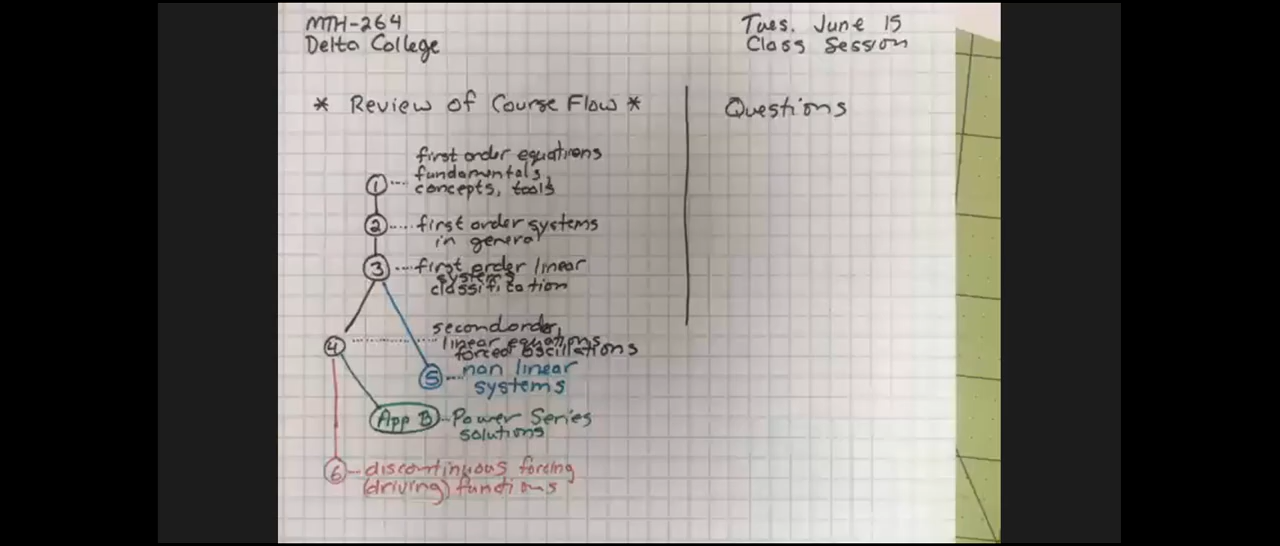 MTH-264
Delta College
Tues. June 15
Class Session
* Review of Course Flow *
Questions
first order equations
① fundamentals,
concepts, tools
② first order systems
in general
③ first order linear
systems
classification
second order,
④ linear equations
forced oscillations
⑤ non linear
systems
App B Power Series
solutions
⑥ discontinuous forcing
(driving) functions